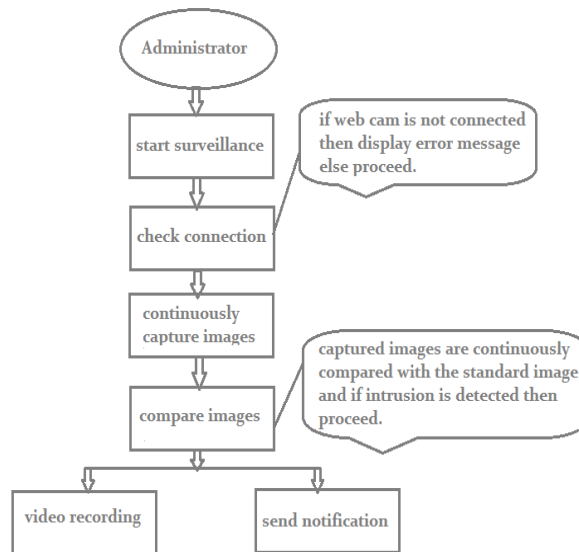 Administrator
start surveillance
if web cam is not connected
then display error message
else proceed.
check connection
continuously
capture images
captured images are continuously
compared with the standard image
and if intrusion is detected then
proceed.
compare images
video recording
send notification